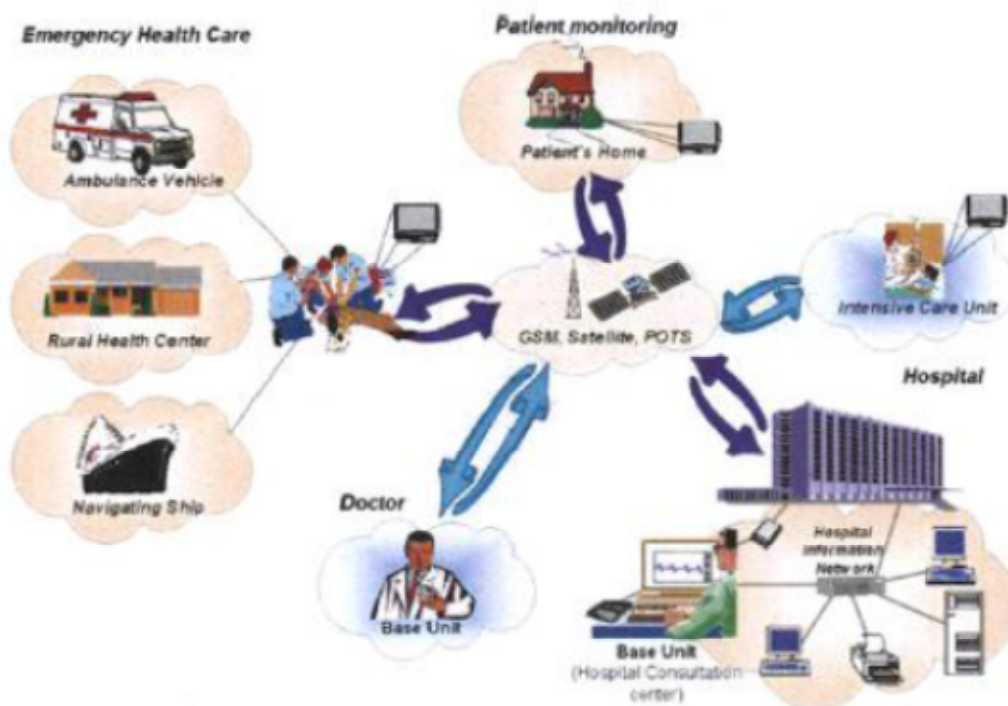 Emergency Health Care
Patient monitoring
Ambulance Vehicle
Patient's Home
Rural Health Center
GSM, Satellite, POTS
Intensive Care Unit
Hospital
Navigating Ship
Doctor
Base Unit
Hospital
Information
Network
Base Unit
(Hospital Consultation
center)